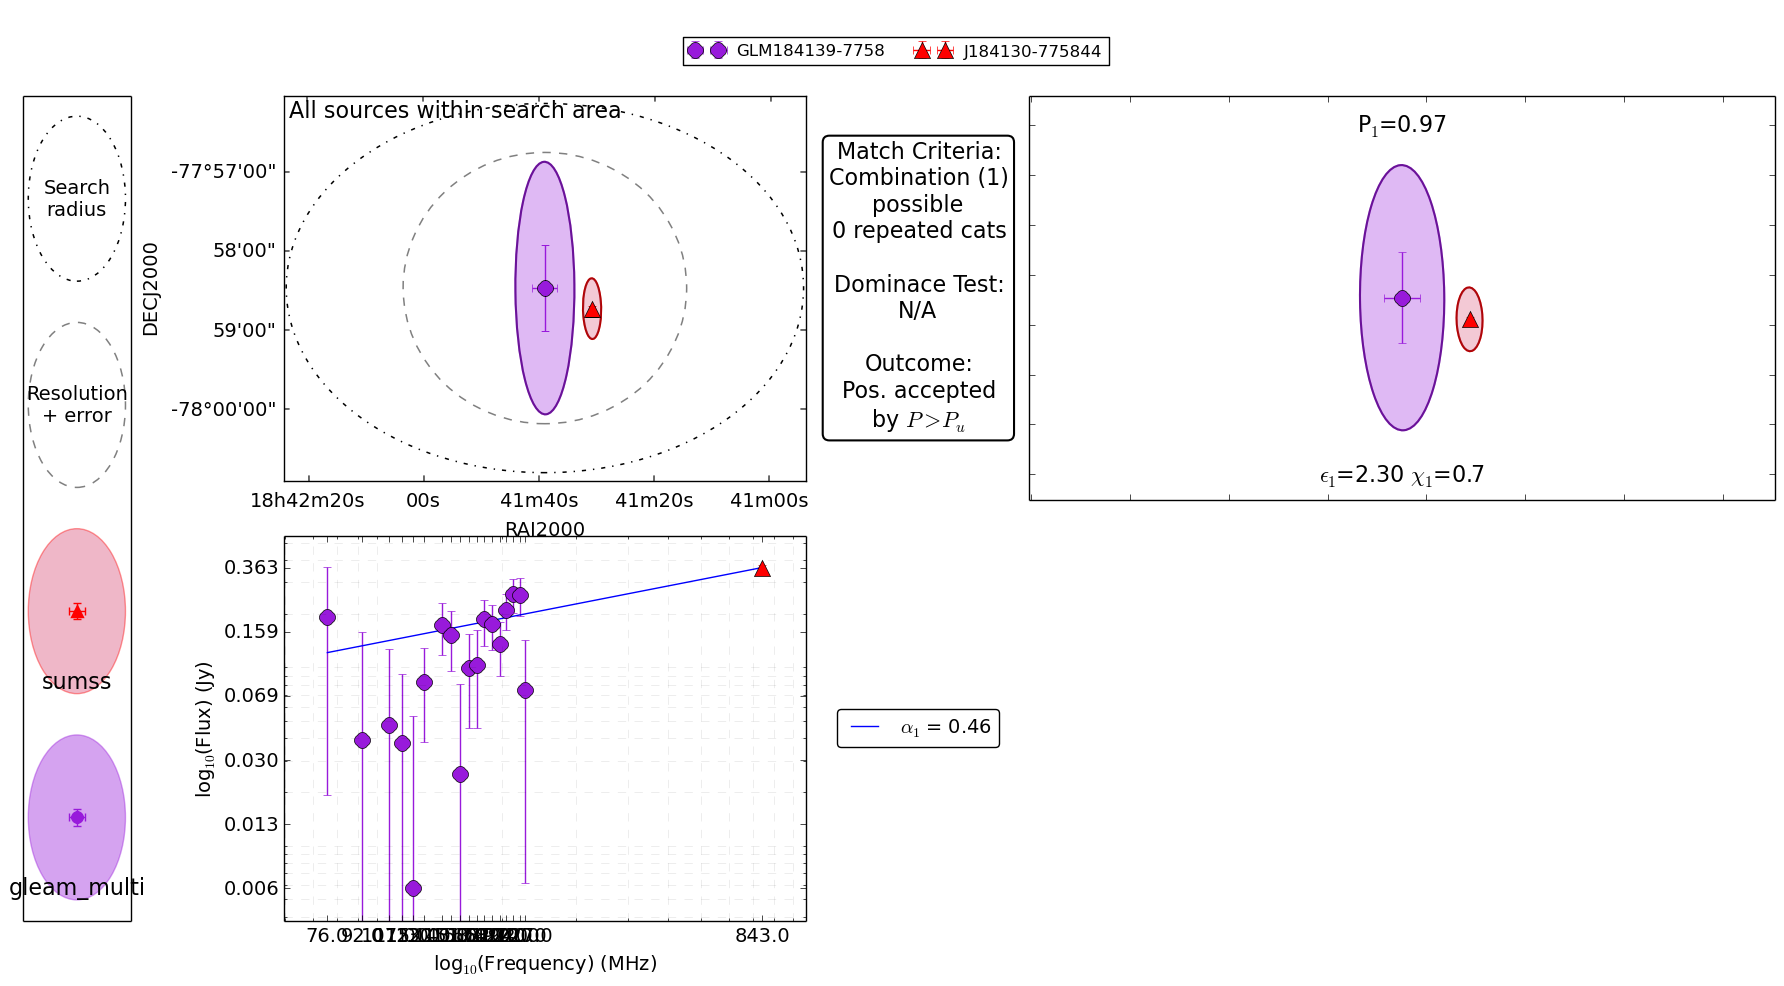 GLM184139-7758 J184130-775844
Search
radius
Resolution
+ error
sumss
gleam_multi
All sources within search area
DECJ2000
-77°57'00"
58'00"
59'00"
-78°00'00"
18h42m20s 00s 41m40s 41m20s 41m00s
RAJ2000
Match Criteria:
Combination (1)
possible
0 repeated cats
Dominace Test:
N/A
Outcome:
Pos. accepted
by P>Pᵤ
P₁=0.97
ϵ₁=2.30 χ₁=0.7
log₁₀(Flux) (Jy)
0.363
0.159
0.069
0.030
0.013
0.006
76.0 843.0
log₁₀(Frequency) (MHz)
α₁ = 0.46